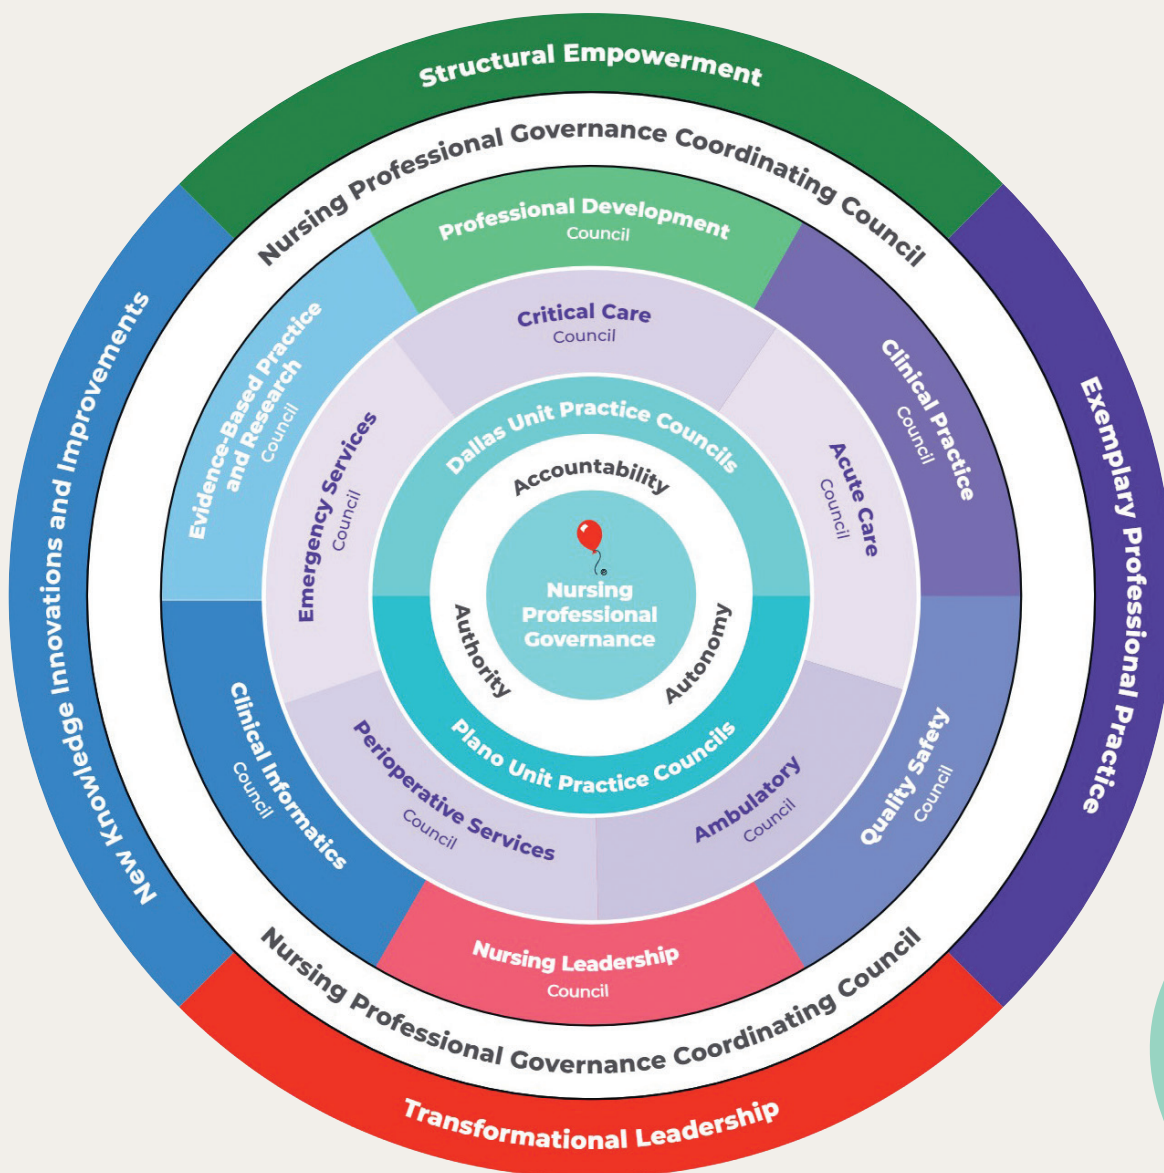 Structural Empowerment
Nursing Professional Governance Coordinating Council
Professional Development
Council
Critical Care
Council
Dallas Unit Practice Councils
Accountability
Evidence-Based Practice
and Research
Council
Emergency Services
Council
Clinical Practice
Council
Acute Care
Council
New Knowledge Innovations and Improvements
Exemplary Professional Practice
®
Nursing
Professional
Governance
Authority
Autonomy
Plano Unit Practice Councils
Clinical Informatics
Council
Perioperative Services
Council
Ambulatory
Council
Quality Safety
Council
Nursing Leadership
Council
Nursing Professional Governance Coordinating Council
Transformational Leadership